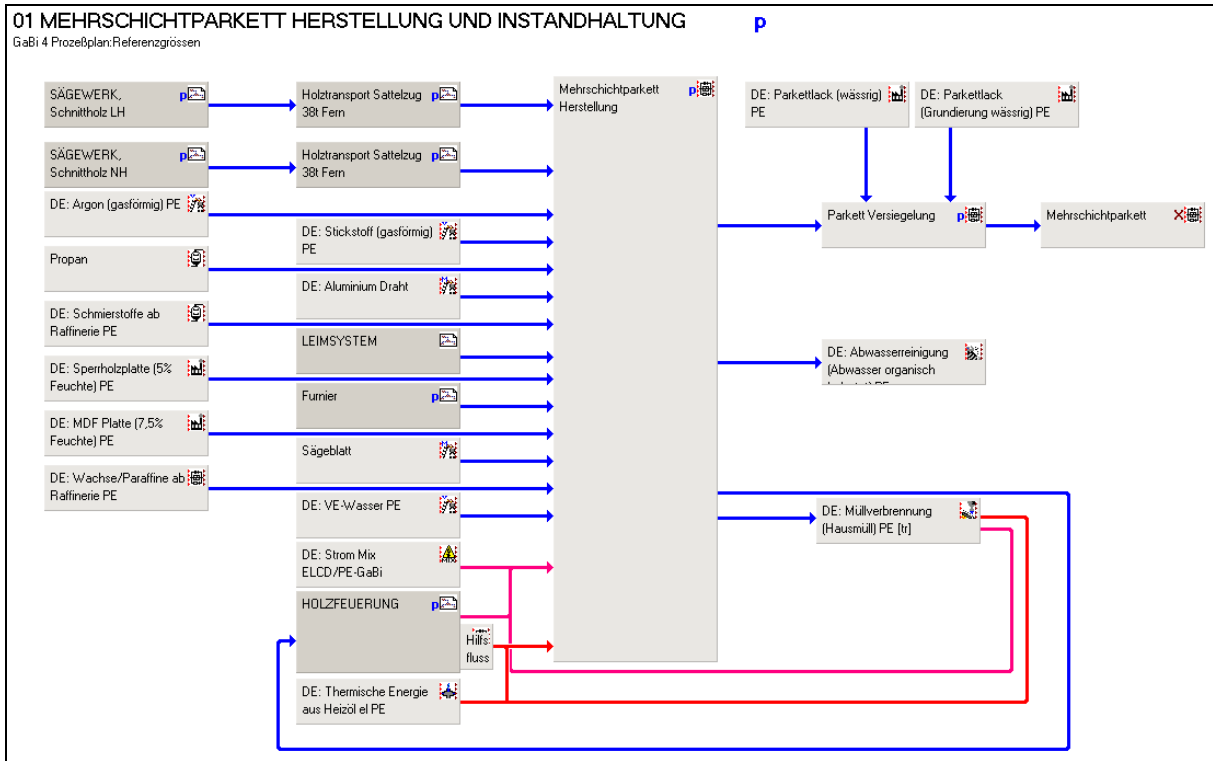 01 MEHRSCHICHTPARKETT HERSTELLUNG UND INSTANDHALTUNG p
GaBi 4 Prozeßplan:Referenzgrössen
SÄGEWERK, p
Schnittholz LH
Holztransport Sattelzug p
38t Fern
Mehrschichtparkett p
Herstellung
DE: Parkettlack (wässrig)
PE
DE: Parkettlack
(Grundierung wässrig) PE
SÄGEWERK, p
Schnittholz NH
Holztransport Sattelzug p
38t Fern
DE: Argon (gasförmig) PE
DE: Stickstoff (gasförmig)
PE
Parkett Versiegelung p
Mehrschichtparkett X
Propan
DE: Aluminium Draht
DE: Schmierstoffe ab
Raffinerie PE
LEIMSYSTEM
DE: Abwasserreinigung
(Abwasser organisch
DE: Sperrholzplatte (5%
Feuchte) PE
Furnier p
DE: MDF Platte (7,5%
Feuchte) PE
Sägeblatt
DE: Wachse/Paraffine ab
Raffinerie PE
DE: VE-Wasser PE
DE: Müllverbrennung
(Hausmüll) PE [tr]
DE: Strom Mix
ELCD/PE-GaBi
HOLZFEUERUNG p
Hilfs:
fluss
DE: Thermische Energie
aus Heizöl el PE